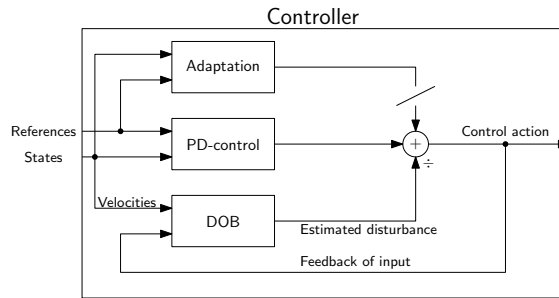 Controller
Adaptation
References
PD-control
+
Control action
States
÷
Velocities
DOB
Estimated disturbance
Feedback of input